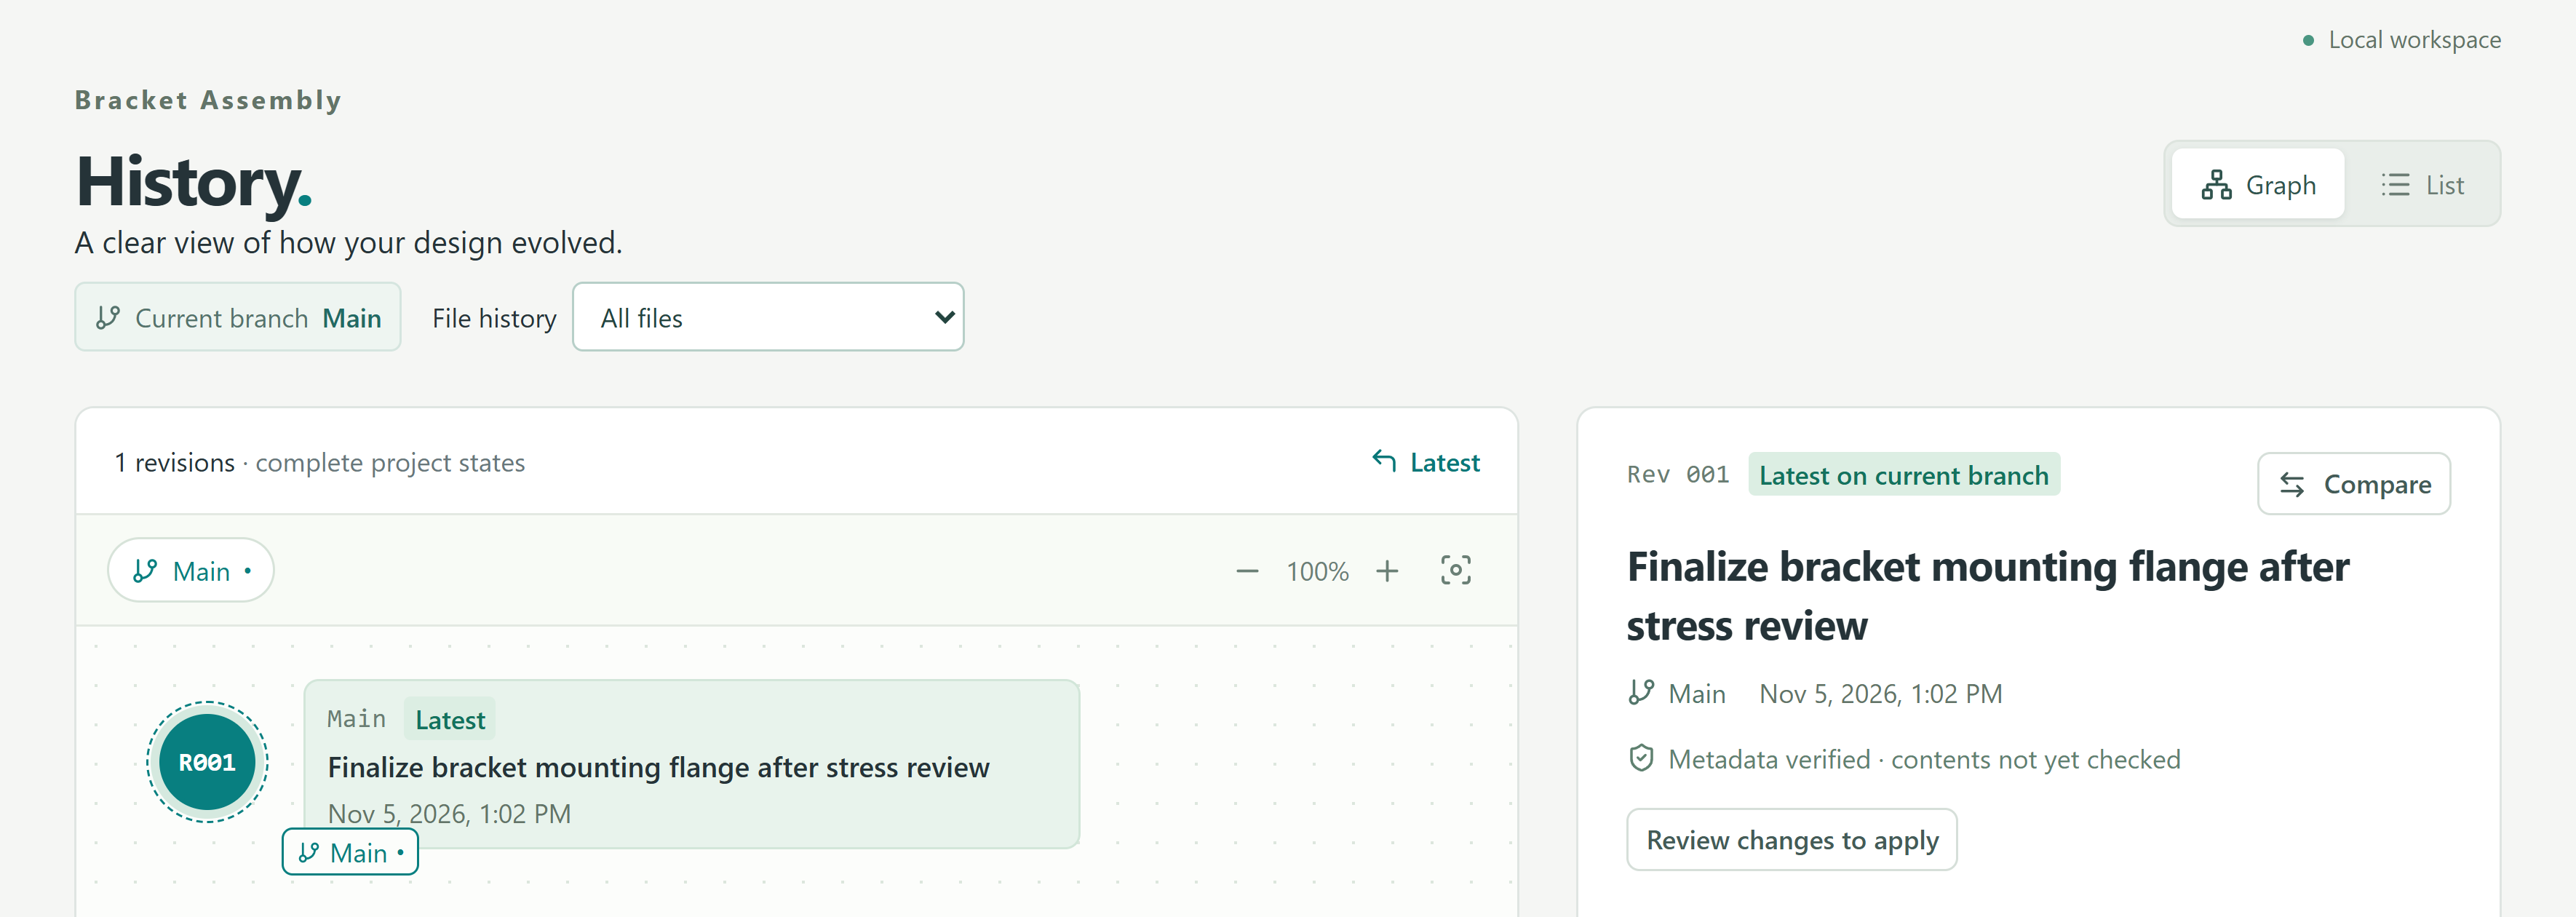 Local workspace
Bracket Assembly
History.
A clear view of how your design evolved.
Graph
List
Current branch Main
File history
All files
1 revisions · complete project states
Latest
Main •
100%
R001
Main Latest
Finalize bracket mounting flange after stress review
Nov 5, 2026, 1:02 PM
Main •
Rev 001 Latest on current branch
Compare
Finalize bracket mounting flange after
stress review
Main Nov 5, 2026, 1:02 PM
Metadata verified · contents not yet checked
Review changes to apply